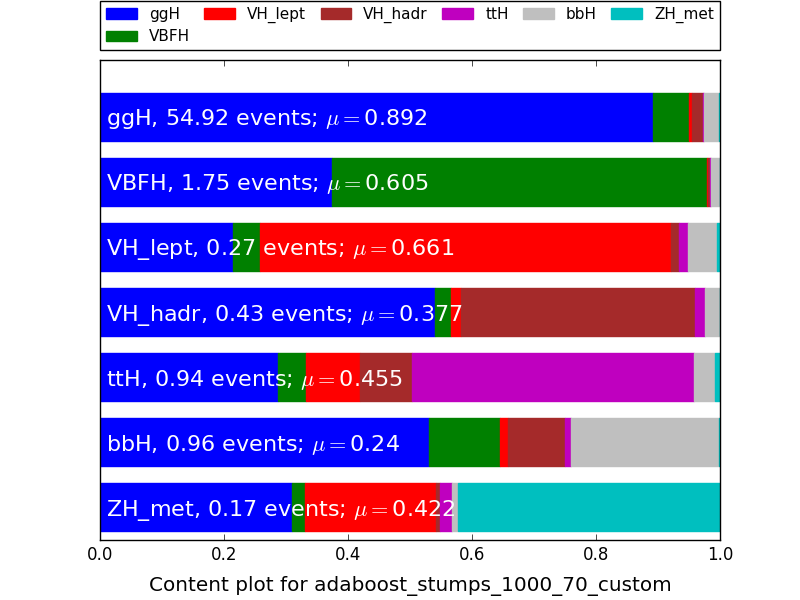 ggH VH_lept VH_hadr ttH bbH ZH_met
VBFH
ggH, 54.92 events; μ = 0.892
VBFH, 1.75 events; μ = 0.605
VH_lept, 0.27 events; μ = 0.661
VH_hadr, 0.43 events; μ = 0.377
ttH, 0.94 events; μ = 0.455
bbH, 0.96 events; μ = 0.24
ZH_met, 0.17 events; μ = 0.422
0.0 0.2 0.4 0.6 0.8 1.0
Content plot for adaboost_stumps_1000_70_custom